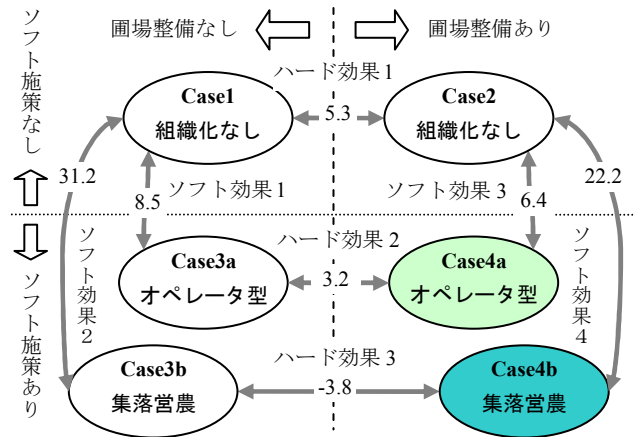 圃場整備なし
圃場整備あり
ソフト施策なし
ハード効果1
Case1
組織化なし
5.3
Case2
組織化なし
31.2
ソフト効果1
8.5
ソフト効果3
6.4
22.2
ハード効果2
Case3a
オペレータ型
3.2
Case4a
オペレータ型
ソフト効果2
ソフト効果4
ソフト施策あり
ハード効果3
Case3b
集落営農
-3.8
Case4b
集落営農